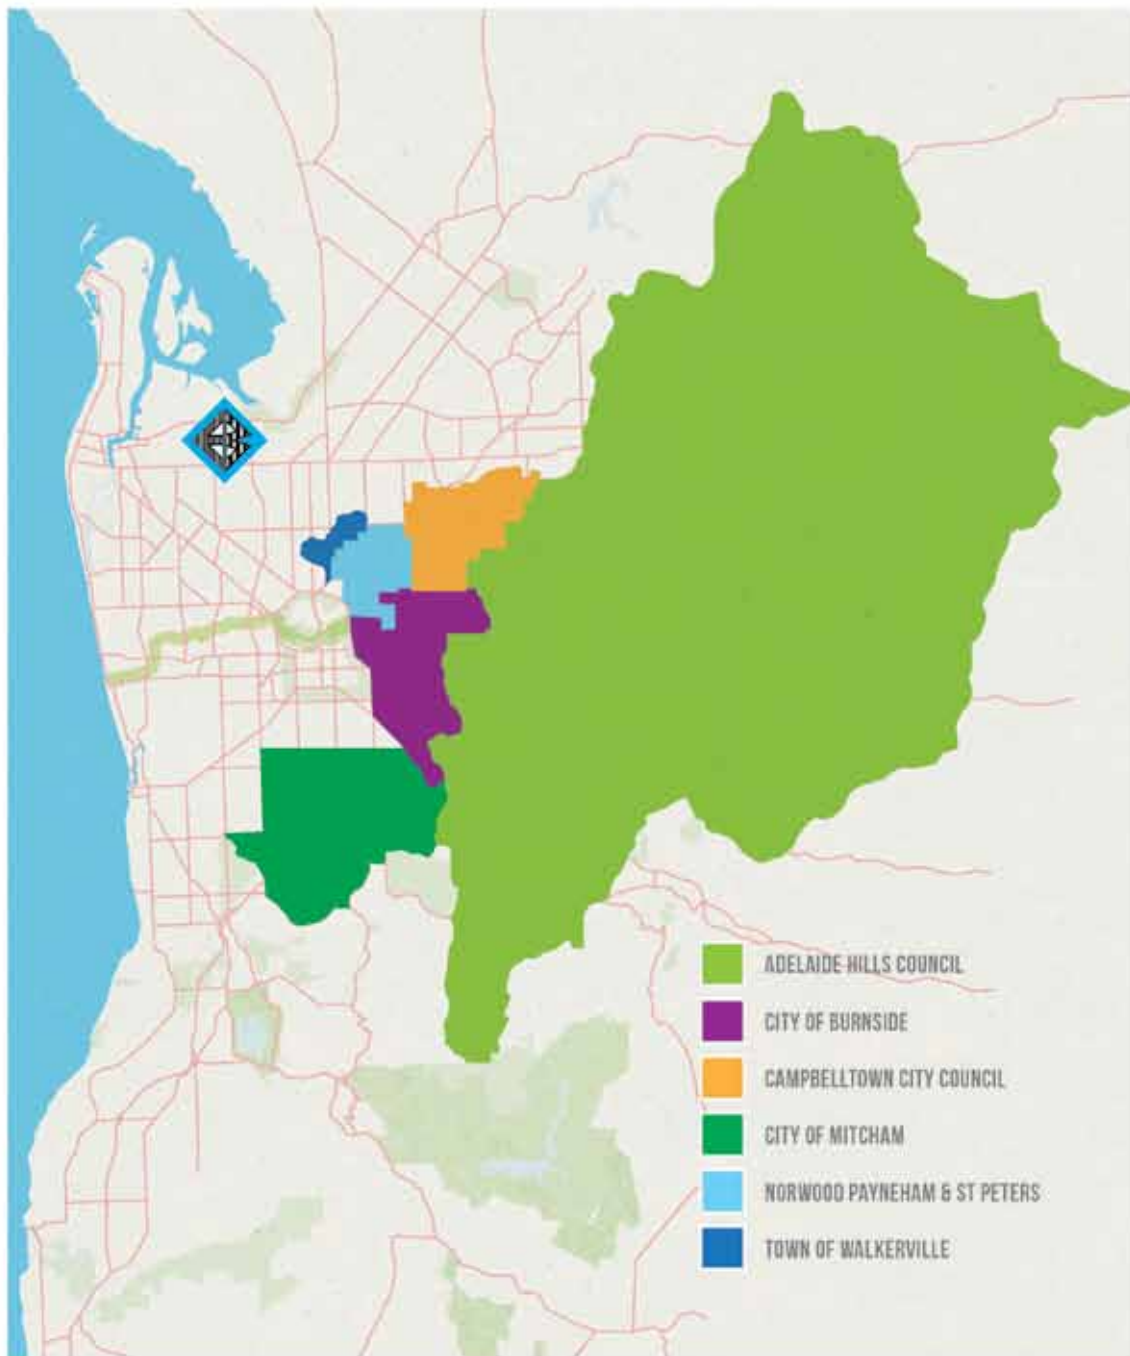 ADELAIDE HILLS COUNCIL
CITY OF BURNSIDE
CAMPBELLTOWN CITY COUNCIL
CITY OF MITCHAM
NORWOOD PAYNEHAM & ST PETERS
TOWN OF WALKERVILLE